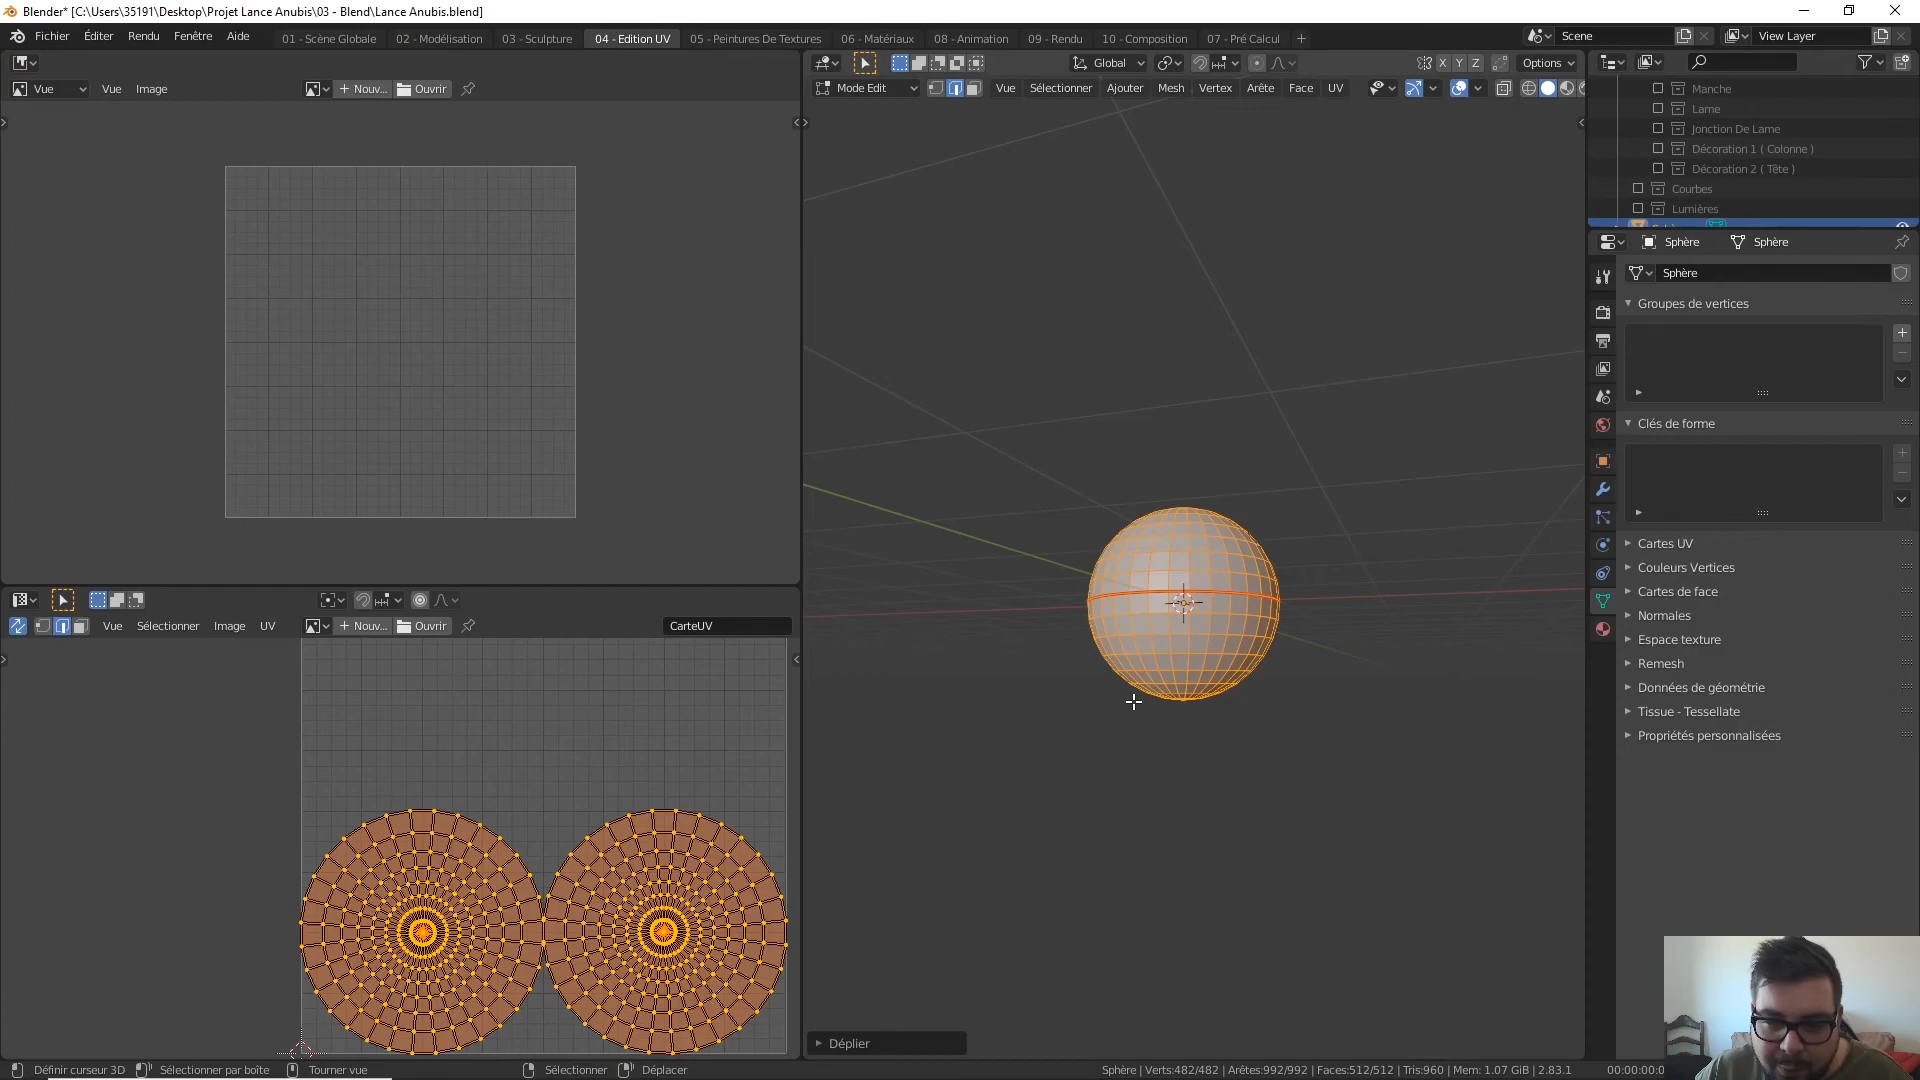 Blender* [C:\Users\35191\Desktop\Projet Lance Anubis\03 - Blend\Lance Anubis.blend]
Fichier Éditer Rendu Fenêtre Aide 01 - Scène Globale 02 - Modélisation 03 - Sculpture 04 - Edition UV 05 - Peintures De Textures 06 - Matériaux 08 - Animation 09 - Rendu 10 - Composition 07 - Pré Calcul + Scene View Layer
Global X Y Z Options
Vue Vue Image + Nouv... Ouvrir
Mode Edit Vue Sélectionner Ajouter Mesh Vertex Arête Face UV
Manche
Lame
Jonction De Lame
Décoration 1 ( Colonne )
Décoration 2 ( Tête )
Courbes
Lumières
Sphère Sphère
Sphère
Groupes de vertices
Clés de forme
Cartes UV
Couleurs Vertices
Cartes de face
Normales
Espace texture
Remesh
Données de géométrie
Tissue - Tessellate
Propriétés personnalisées
Vue Sélectionner Image UV + Nouv... Ouvrir CarteUV
Déplier
Définir curseur 3D Sélectionner par boîte Tourner vue Sélectionner Déplacer Sphère | Verts:482/482 | Arêtes:992/992 | Faces:512/512 | Tris:960 | Mem: 1.07 GiB | 2.83.1 00:00:00:0